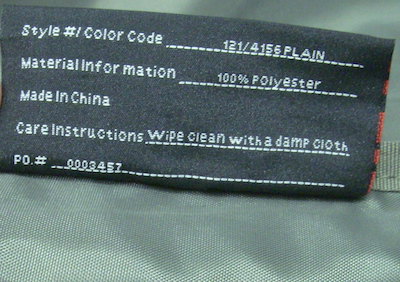 Style #/ Color Code 121/4156 PLAIN
Material Information 100% Polyester
Made In China
Care Instructions Wipe clean with a damp cloth
PO.# 0003457